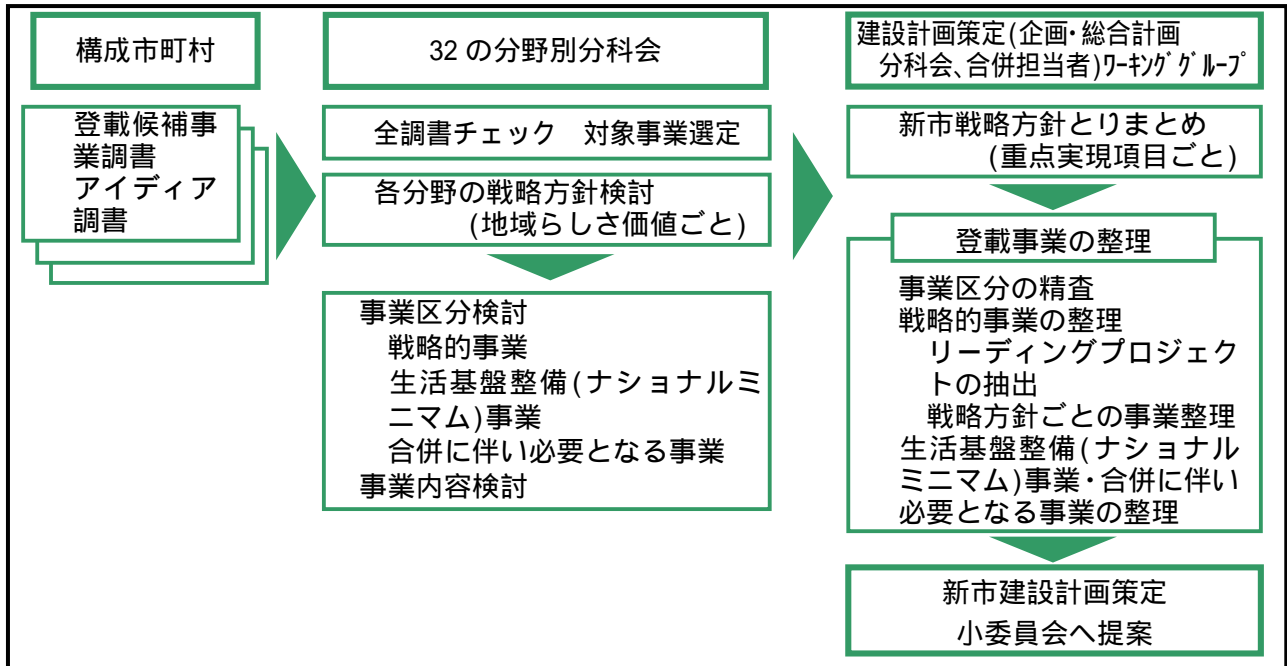 構成市町村
登載候補事
業調書
アイディア
調書
32の分野別分科会
全調書チェック　対象事業選定
各分野の戦略方針検討
(地域らしさ価値ごと)
事業区分検討
戦略的事業
生活基盤整備(ナショナルミ
ニマム)事業
合併に伴い必要となる事業
事業内容検討
建設計画策定(企画・総合計画
分科会、合併担当者)ワーキンググループ
新市戦略方針とりまとめ
(重点実現項目ごと)
登載事業の整理
事業区分の精査
戦略的事業の整理
リーディングプロジェク
トの抽出
戦略方針ごとの事業整理
生活基盤整備(ナショナル
ミニマム)事業・合併に伴い
必要となる事業の整理
新市建設計画策定
小委員会へ提案